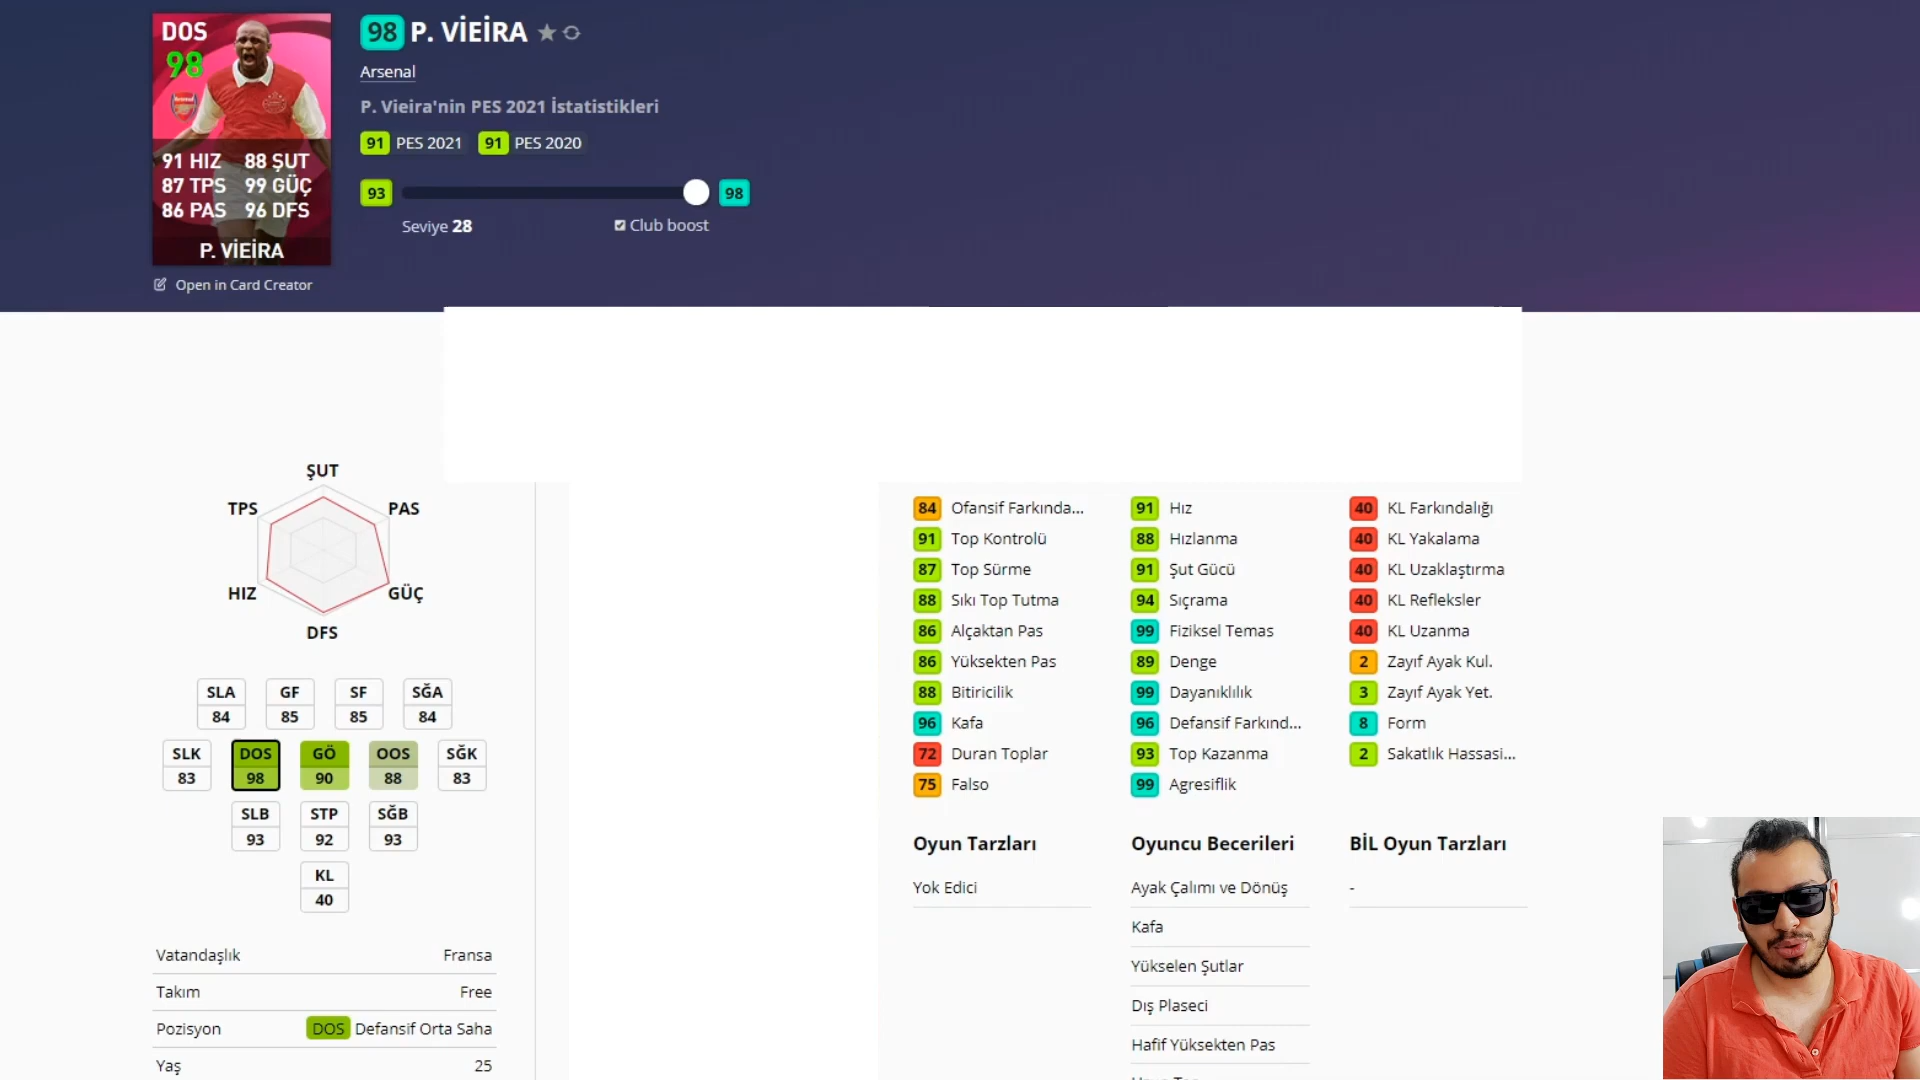 DOS
98
91 HIZ 88 ŞUT
87 TPS 99 GÜÇ
86 PAS 96 DFS
P. VİEİRA
Open in Card Creator
98 P. VİEİRA
Arsenal
P. Vieira'nin PES 2021 İstatistikleri
91 PES 2021 91 PES 2020
93 98
Seviye 28 Club boost
ŞUT
TPS PAS
HIZ GÜÇ
DFS
SLA GF SF SĞA
84 85 85 84
SLK DOS GÖ OOS SĞK
83 98 90 88 83
SLB STP SĞB
93 92 93
KL
40
Vatandaşlık Fransa
Takım Free
Pozisyon DOS Defansif Orta Saha
Yaş 25
84 Ofansif Farkında...
91 Top Kontrolü
87 Top Sürme
88 Sıkı Top Tutma
86 Alçaktan Pas
86 Yüksekten Pas
88 Bitiricilik
96 Kafa
72 Duran Toplar
75 Falso
91 Hız
88 Hızlanma
91 Şut Gücü
94 Sıçrama
99 Fiziksel Temas
89 Denge
99 Dayanıklılık
96 Defansif Farkınd...
93 Top Kazanma
99 Agresiflik
40 KL Farkındalığı
40 KL Yakalama
40 KL Uzaklaştırma
40 KL Refleksler
40 KL Uzanma
2 Zayıf Ayak Kul.
3 Zayıf Ayak Yet.
8 Form
2 Sakatlık Hassasi...
Oyun Tarzları
Yok Edici
Oyuncu Becerileri
Ayak Çalımı ve Dönüş
Kafa
Yükselen Şutlar
Dış Plaseci
Hafif Yüksekten Pas
BİL Oyun Tarzları
-